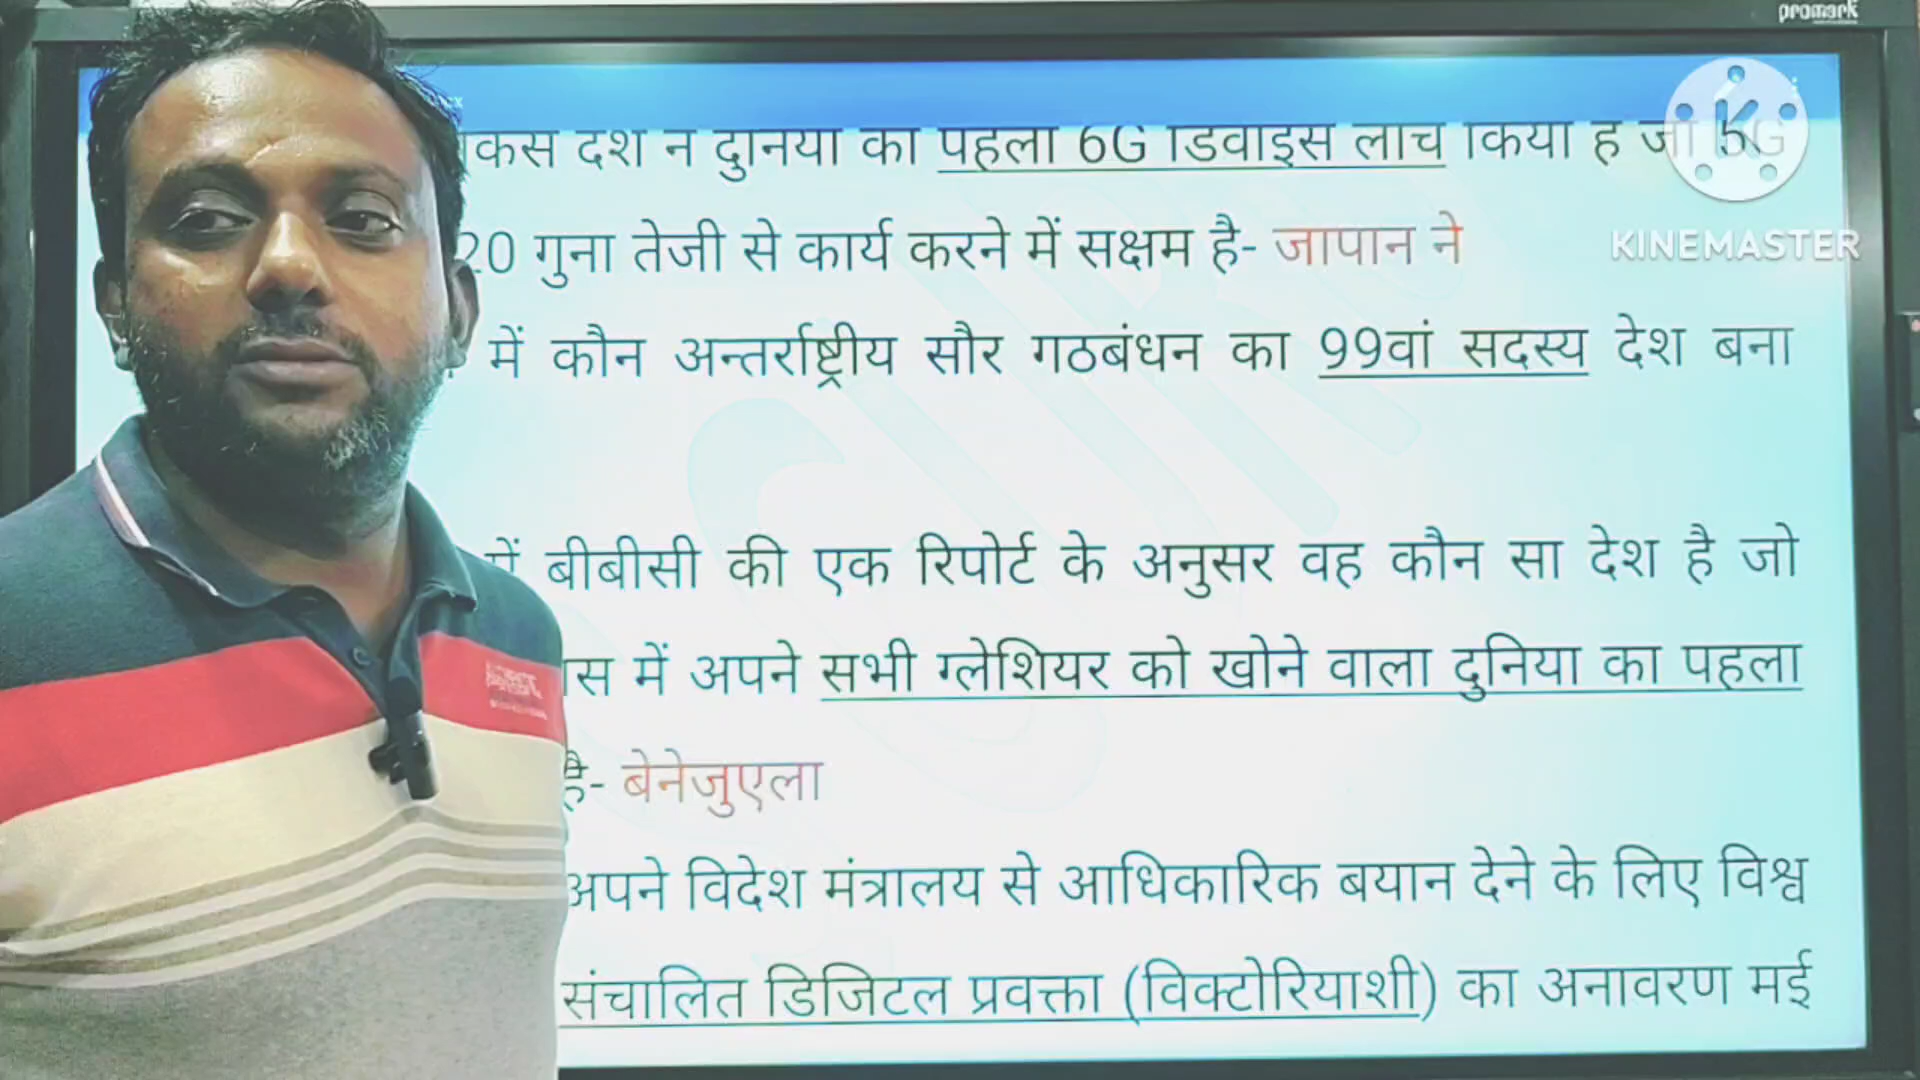 promark
किस देश ने दुनिया का पहला 6G डिवाइस लांच किया है जो 5G
20 गुना तेजी से कार्य करने में सक्षम है- जापान ने
KINEMASTER
में कौन अन्तर्राष्ट्रीय सौर गठबंधन का 99वां सदस्य देश बना
में बीबीसी की एक रिपोर्ट के अनुसर वह कौन सा देश है जो
में अपने सभी ग्लेशियर को खोने वाला दुनिया का पहला
है- बेनेजुएला
अपने विदेश मंत्रालय से आधिकारिक बयान देने के लिए विश्व
संचालित डिजिटल प्रवक्ता (विक्टोरियाशी) का अनावरण मई